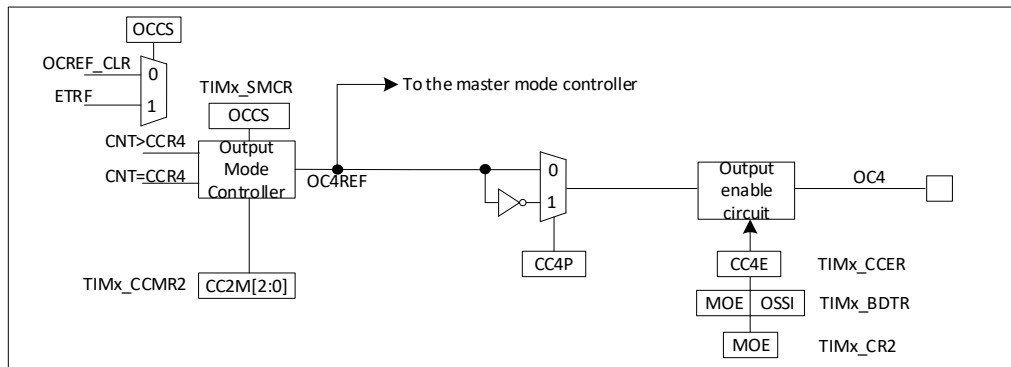 OCCS
OCREF_CLR
0
ETRF
1
TIMx_SMCR
OCCS
To the master mode controller
CNT>CCR4
CNT=CCR4
Output
Mode
Controller
OC4REF
0
1
CC4P
Output
enable
circuit
OC4
TIMx_CCMR2
CC2M[2:0]
CC4E
TIMx_CCER
MOE
OSSI
TIMx_BDTR
MOE
TIMx_CR2